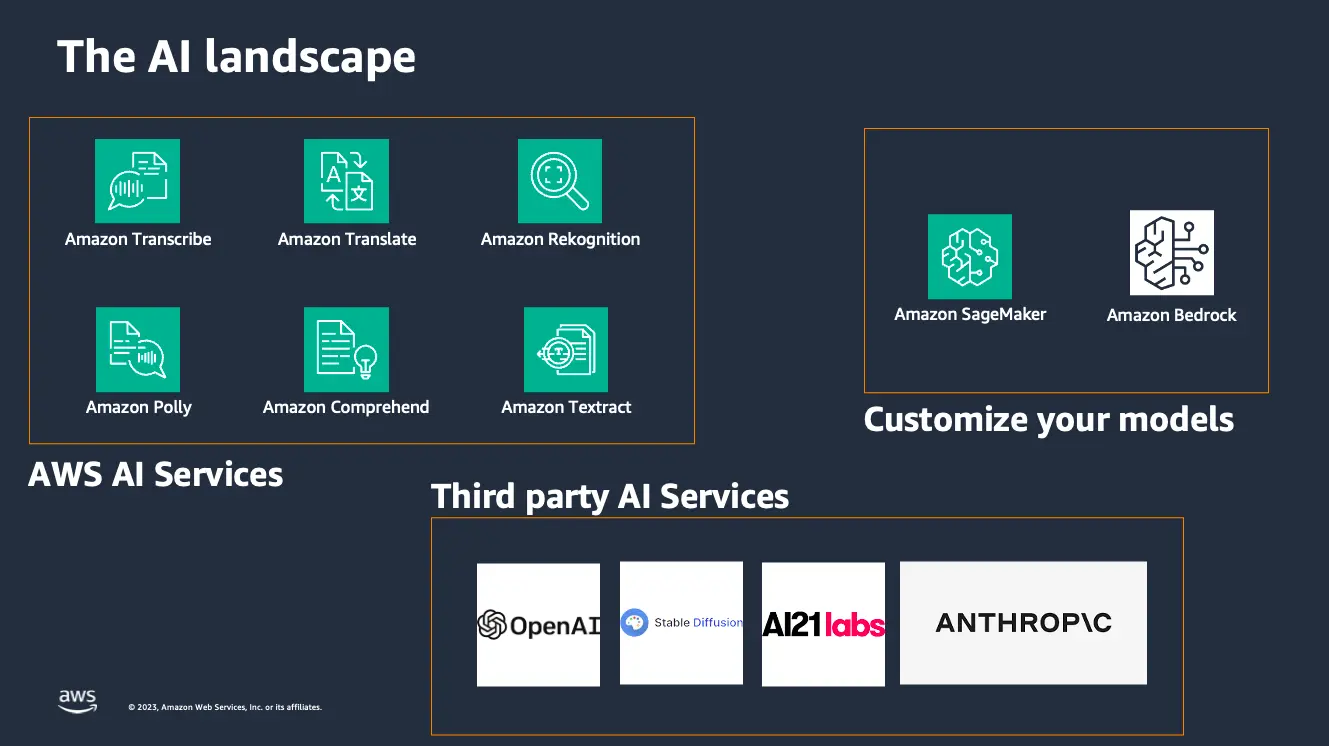 The AI landscape
Amazon Transcribe
Amazon Translate
Amazon Rekognition
Amazon Polly
Amazon Comprehend
Amazon Textract
AWS AI Services
Amazon SageMaker
Amazon Bedrock
Customize your models
Third party AI Services
OpenAI
Stable Diffusion
AI21 labs
ANTHROP\C
aws
© 2023, Amazon Web Services, Inc. or its affiliates.